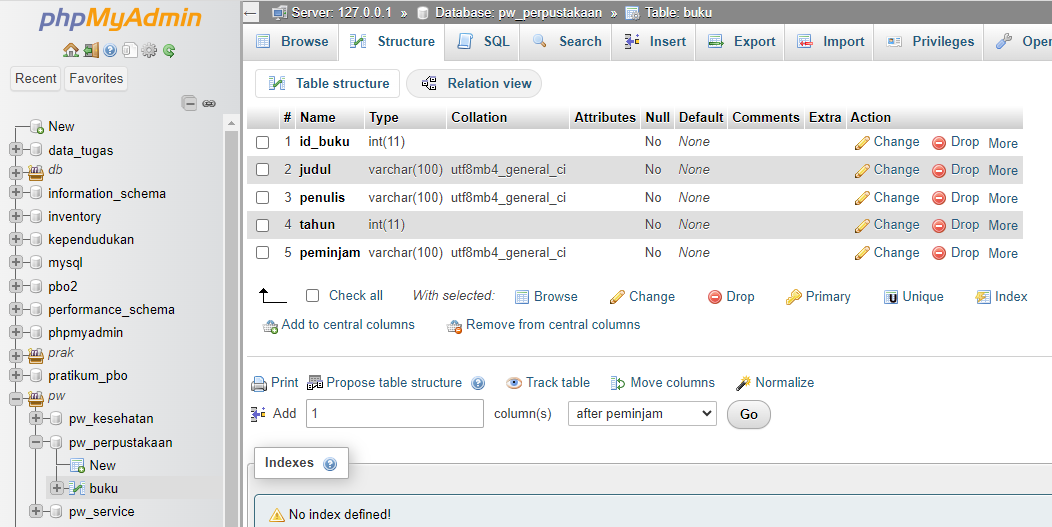 phpMyAdmin
Recent Favorites
New
data_tugas
db
information_schema
inventory
kependudukan
mysql
pbo2
performance_schema
phpmyadmin
prak
pratikum_pbo
pw
pw_kesehatan
pw_perpustakaan
New
buku
pw_service
Server: 127.0.0.1 » Database: pw_perpustakaan » Table: buku
Browse Structure SQL Search Insert Export Import Privileges Oper
Table structure Relation view
# Name Type Collation Attributes Null Default Comments Extra Action
1 id_buku int(11) No None Change Drop More
2 judul varchar(100) utf8mb4_general_ci No None Change Drop More
3 penulis varchar(100) utf8mb4_general_ci No None Change Drop More
4 tahun int(11) No None Change Drop More
5 peminjam varchar(100) utf8mb4_general_ci No None Change Drop More
Check all With selected: Browse Change Drop Primary Unique Index
Add to central columns Remove from central columns
Print Propose table structure Track table Move columns Normalize
Add 1 column(s) after peminjam Go
Indexes
No index defined!